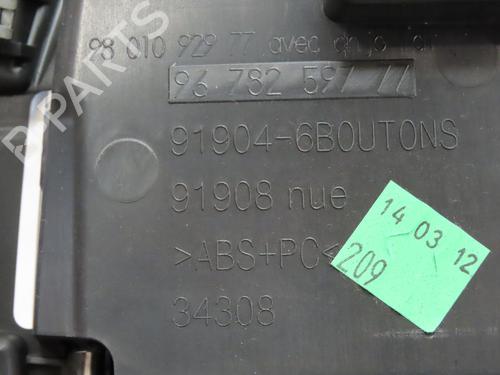 98 010 929 77 avec
96 782 597 77
91904-6BOUTONS
91908 nue
>ABS+PC<
209
34308
14 03 12
B PARTS